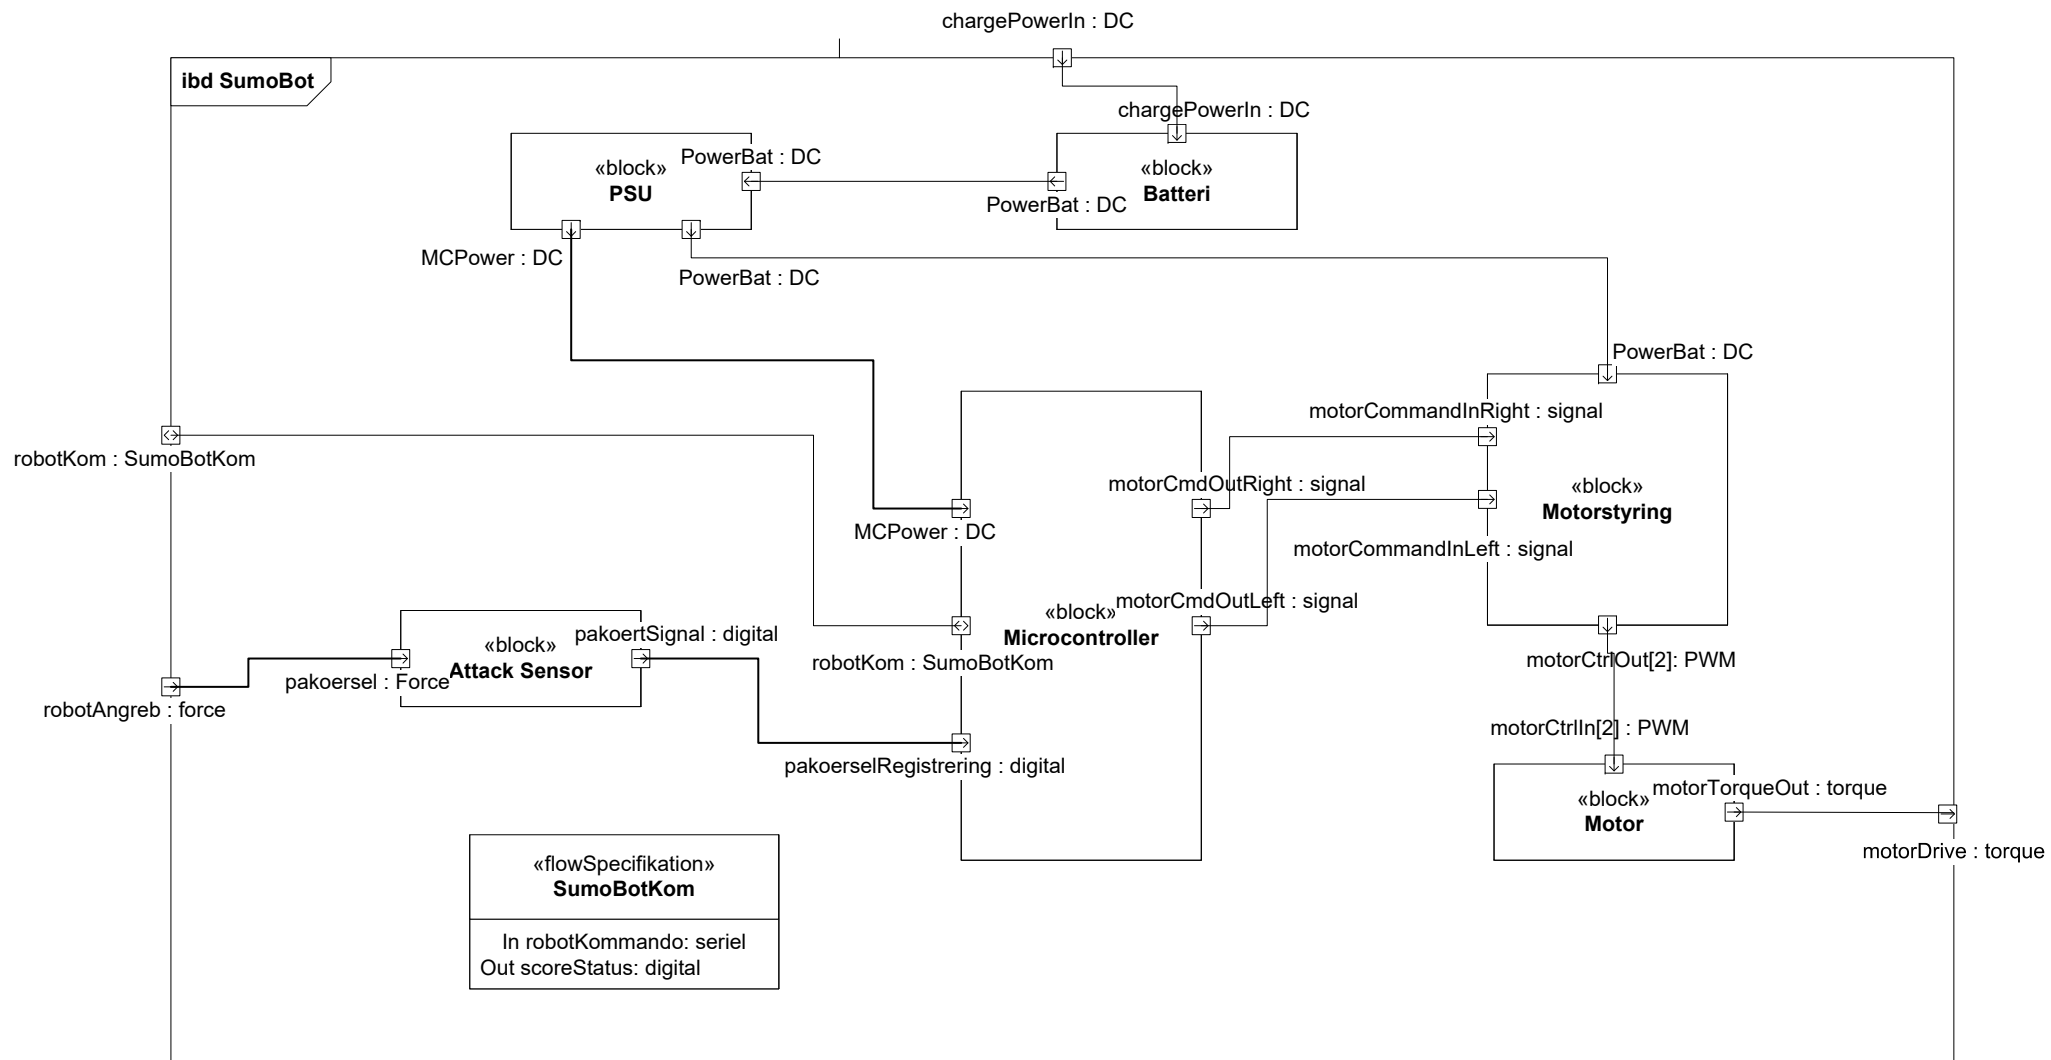 chargePowerIn : DC
ibd SumoBot
chargePowerIn : DC
PowerBat : DC
«block»
PSU
«block»
Batteri
PowerBat : DC
MCPower : DC
PowerBat : DC
PowerBat : DC
motorCommandInRight : signal
robotKom : SumoBotKom
motorCmdOutRight : signal
«block»
Motorstyring
MCPower : DC
motorCommandInLeft : signal
motorCmdOutLeft : signal
«block»
Microcontroller
pakoertSignal : digital
«block»
Attack Sensor
robotKom : SumoBotKom
motorCtrlOut[2]: PWM
pakoersel : Force
robotAngreb : force
motorCtrlIn[2] : PWM
pakoerselRegistrering : digital
motorTorqueOut : torque
«block»
Motor
motorDrive : torque
«flowSpecifikation»
SumoBotKom
In robotKommando: seriel
Out scoreStatus: digital